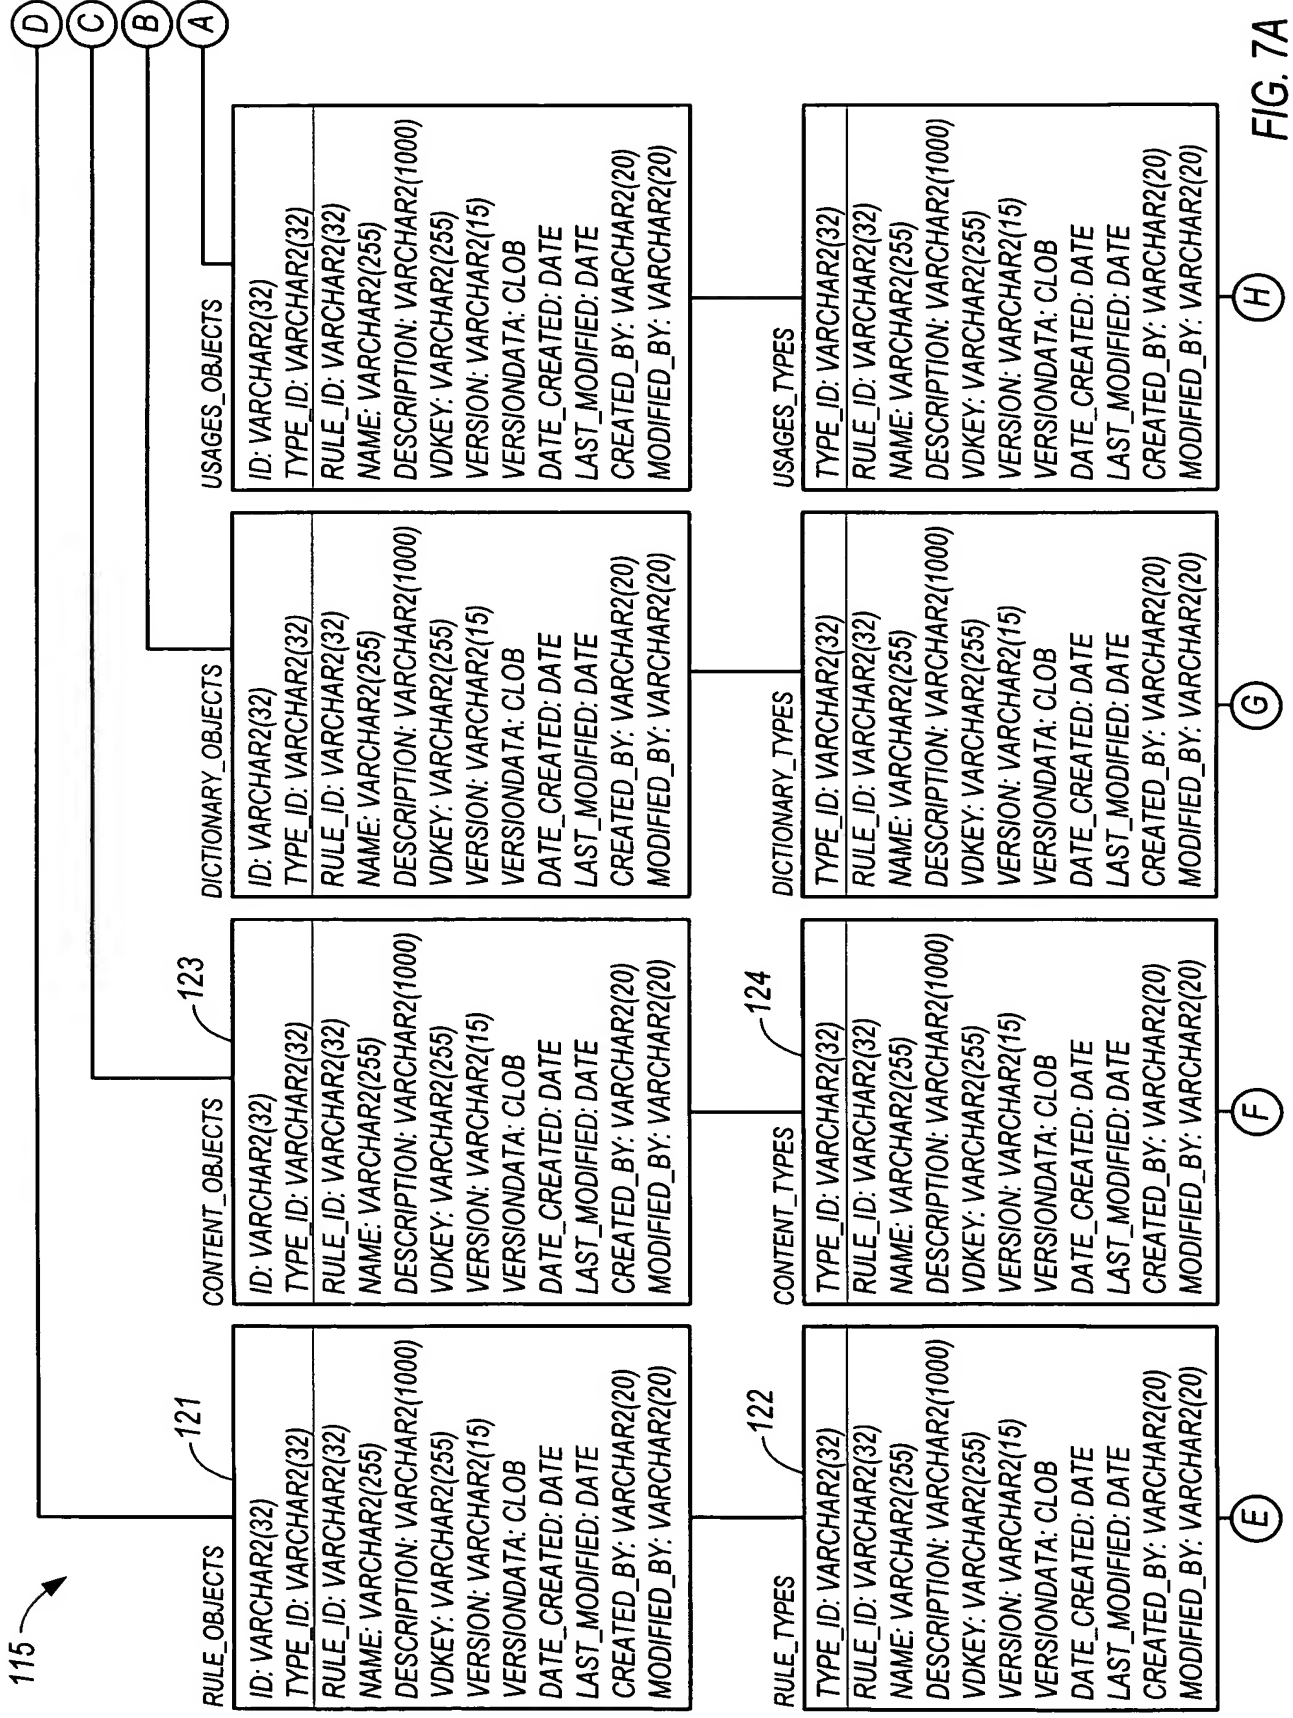 115
RULE_OBJECTS
121
ID: VARCHAR2(32)
TYPE_ID: VARCHAR2(32)
RULE_ID: VARCHAR2(32)
NAME: VARCHAR2(255)
DESCRIPTION: VARCHAR2(1000)
VDKEY: VARCHAR2(255)
VERSION: VARCHAR2(15)
VERSIONDATA: CLOB
DATE_CREATED: DATE
LAST_MODIFIED: DATE
CREATED_BY: VARCHAR2(20)
MODIFIED_BY: VARCHAR2(20)
CONTENT_OBJECTS
123
ID: VARCHAR2(32)
TYPE_ID: VARCHAR2(32)
RULE_ID: VARCHAR2(32)
NAME: VARCHAR2(255)
DESCRIPTION: VARCHAR2(1000)
VDKEY: VARCHAR2(255)
VERSION: VARCHAR2(15)
VERSIONDATA: CLOB
DATE_CREATED: DATE
LAST_MODIFIED: DATE
CREATED_BY: VARCHAR2(20)
MODIFIED_BY: VARCHAR2(20)
DICTIONARY_OBJECTS
ID: VARCHAR2(32)
TYPE_ID: VARCHAR2(32)
RULE_ID: VARCHAR2(32)
NAME: VARCHAR2(255)
DESCRIPTION: VARCHAR2(1000)
VDKEY: VARCHAR2(255)
VERSION: VARCHAR2(15)
VERSIONDATA: CLOB
DATE_CREATED: DATE
LAST_MODIFIED: DATE
CREATED_BY: VARCHAR2(20)
MODIFIED_BY: VARCHAR2(20)
USAGES_OBJECTS
ID: VARCHAR2(32)
TYPE_ID: VARCHAR2(32)
RULE_ID: VARCHAR2(32)
NAME: VARCHAR2(255)
DESCRIPTION: VARCHAR2(1000)
VDKEY: VARCHAR2(255)
VERSION: VARCHAR2(15)
VERSIONDATA: CLOB
DATE_CREATED: DATE
LAST_MODIFIED: DATE
CREATED_BY: VARCHAR2(20)
MODIFIED_BY: VARCHAR2(20)
D
C
B
A
RULE_TYPES
122
TYPE_ID: VARCHAR2(32)
RULE_ID: VARCHAR2(32)
NAME: VARCHAR2(255)
DESCRIPTION: VARCHAR2(1000)
VDKEY: VARCHAR2(255)
VERSION: VARCHAR2(15)
VERSIONDATA: CLOB
DATE_CREATED: DATE
LAST_MODIFIED: DATE
CREATED_BY: VARCHAR2(20)
MODIFIED_BY: VARCHAR2(20)
CONTENT_TYPES
124
TYPE_ID: VARCHAR2(32)
RULE_ID: VARCHAR2(32)
NAME: VARCHAR2(255)
DESCRIPTION: VARCHAR2(1000)
VDKEY: VARCHAR2(255)
VERSION: VARCHAR2(15)
VERSIONDATA: CLOB
DATE_CREATED: DATE
LAST_MODIFIED: DATE
CREATED_BY: VARCHAR2(20)
MODIFIED_BY: VARCHAR2(20)
DICTIONARY_TYPES
TYPE_ID: VARCHAR2(32)
RULE_ID: VARCHAR2(32)
NAME: VARCHAR2(255)
DESCRIPTION: VARCHAR2(1000)
VDKEY: VARCHAR2(255)
VERSION: VARCHAR2(15)
VERSIONDATA: CLOB
DATE_CREATED: DATE
LAST_MODIFIED: DATE
CREATED_BY: VARCHAR2(20)
MODIFIED_BY: VARCHAR2(20)
USAGES_TYPES
TYPE_ID: VARCHAR2(32)
RULE_ID: VARCHAR2(32)
NAME: VARCHAR2(255)
DESCRIPTION: VARCHAR2(1000)
VDKEY: VARCHAR2(255)
VERSION: VARCHAR2(15)
VERSIONDATA: CLOB
DATE_CREATED: DATE
LAST_MODIFIED: DATE
CREATED_BY: VARCHAR2(20)
MODIFIED_BY: VARCHAR2(20)
E
F
G
H
FIG. 7A